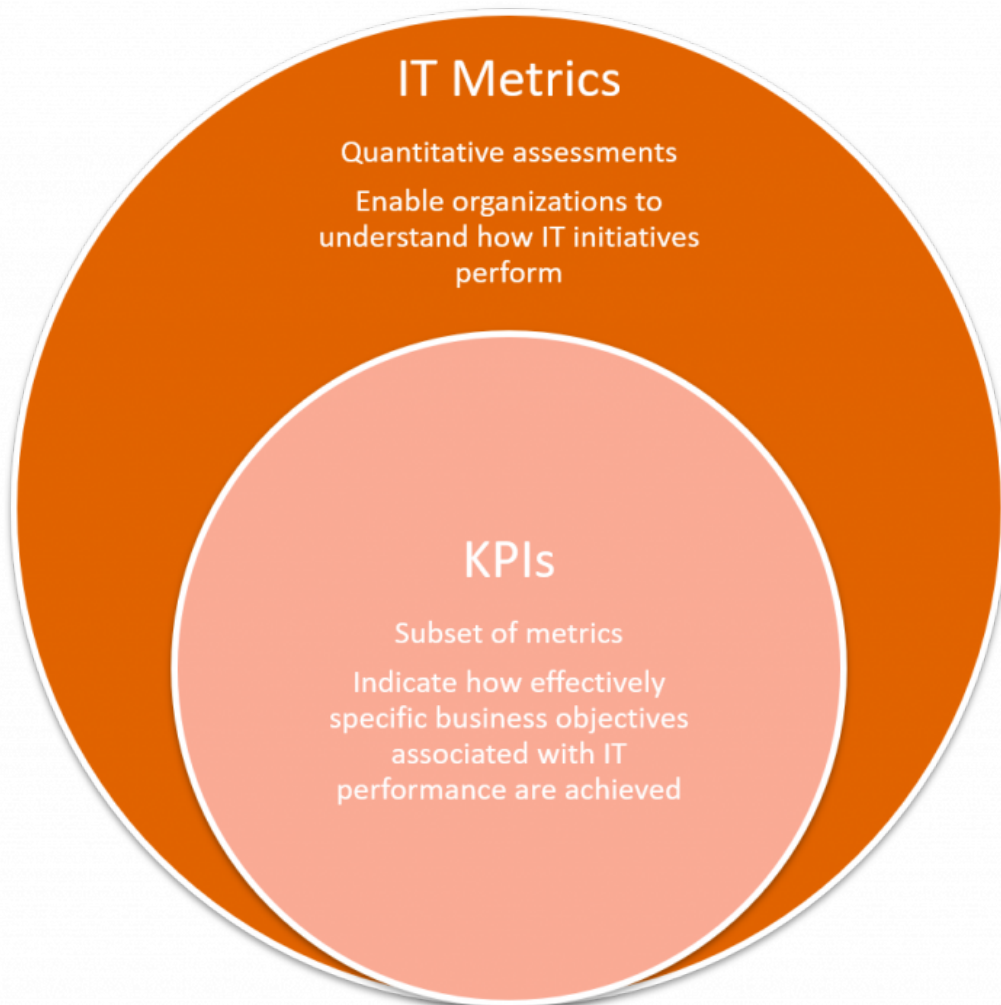 IT Metrics
Quantitative assessments
Enable organizations to
understand how IT initiatives
perform
KPIs
Subset of metrics
Indicate how effectively
specific business objectives
associated with IT
performance are achieved